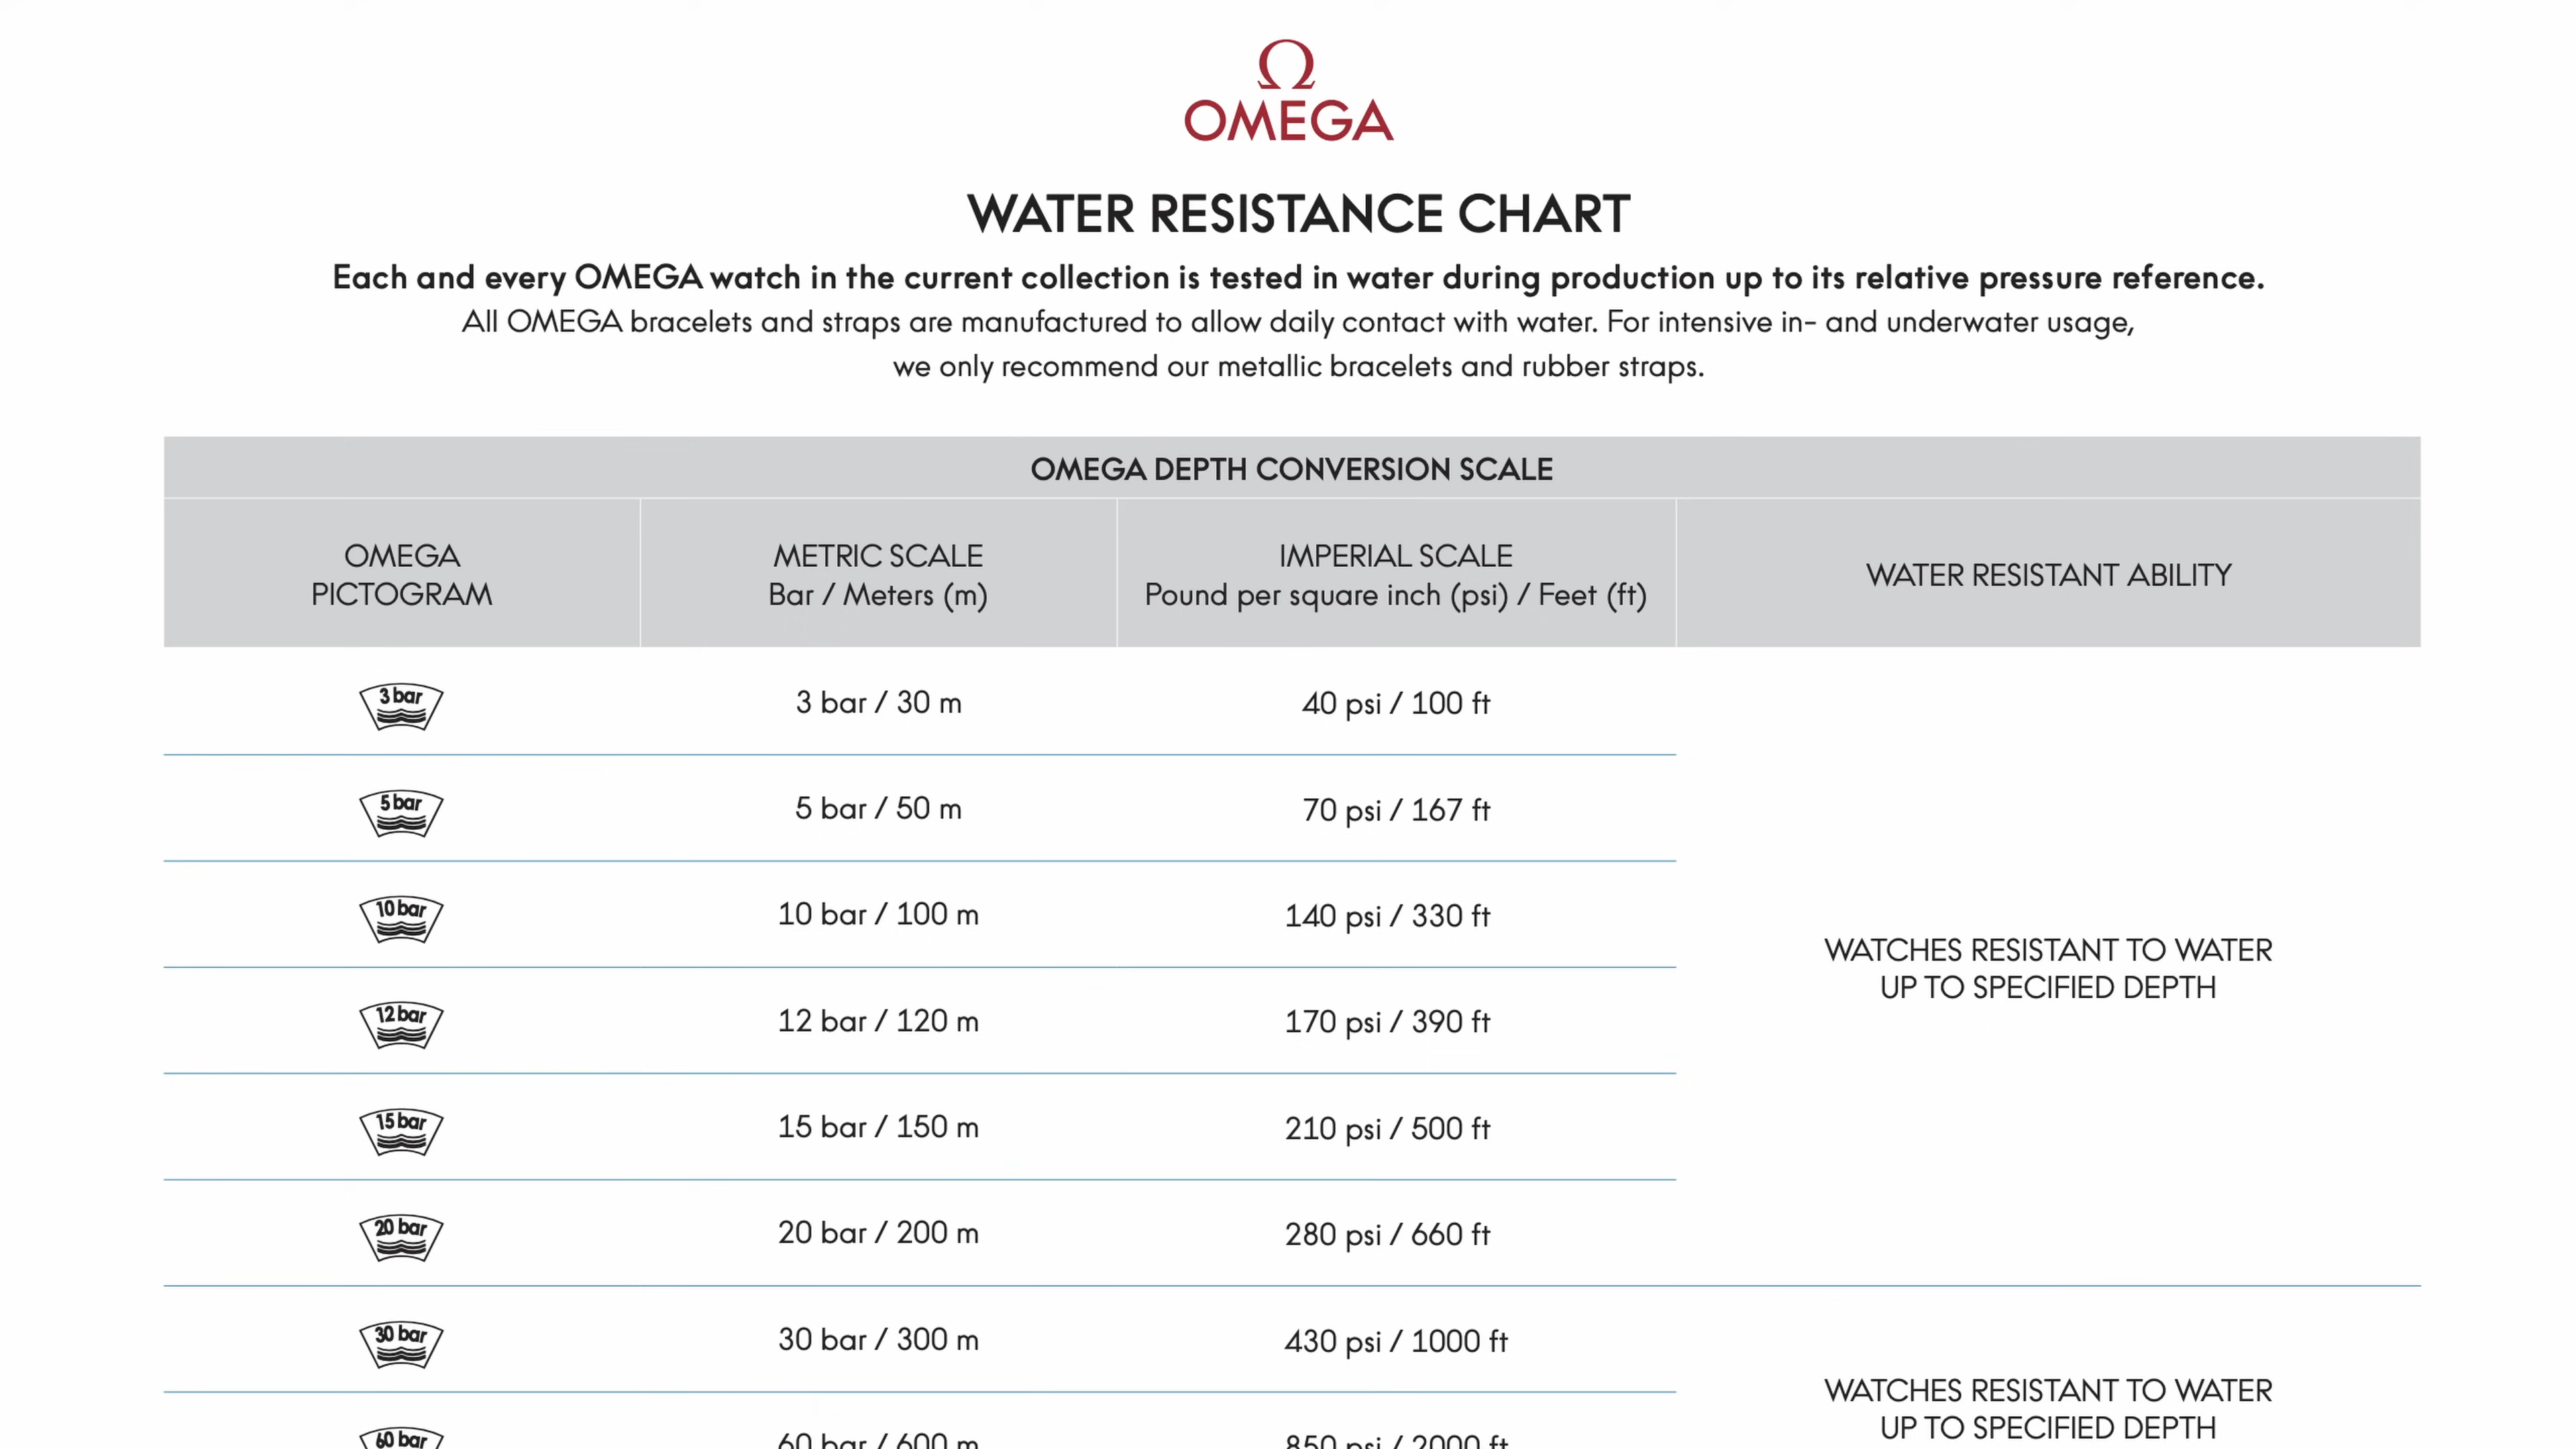 Ω
OMEGA
WATER RESISTANCE CHART
Each and every OMEGA watch in the current collection is tested in water during production up to its relative pressure reference.
All OMEGA bracelets and straps are manufactured to allow daily contact with water. For intensive in- and underwater usage,
we only recommend our metallic bracelets and rubber straps.
OMEGA DEPTH CONVERSION SCALE
OMEGA
PICTOGRAM
METRIC SCALE
Bar / Meters (m)
IMPERIAL SCALE
Pound per square inch (psi) / Feet (ft)
WATER RESISTANT ABILITY
3 bar
3 bar / 30 m
40 psi / 100 ft
5 bar
5 bar / 50 m
70 psi / 167 ft
10 bar
10 bar / 100 m
140 psi / 330 ft
12 bar
12 bar / 120 m
170 psi / 390 ft
15 bar
15 bar / 150 m
210 psi / 500 ft
20 bar
20 bar / 200 m
280 psi / 660 ft
WATCHES RESISTANT TO WATER
UP TO SPECIFIED DEPTH
30 bar
30 bar / 300 m
430 psi / 1000 ft
60 bar
60 bar / 600 m
850 psi / 2000 ft
WATCHES RESISTANT TO WATER
UP TO SPECIFIED DEPTH